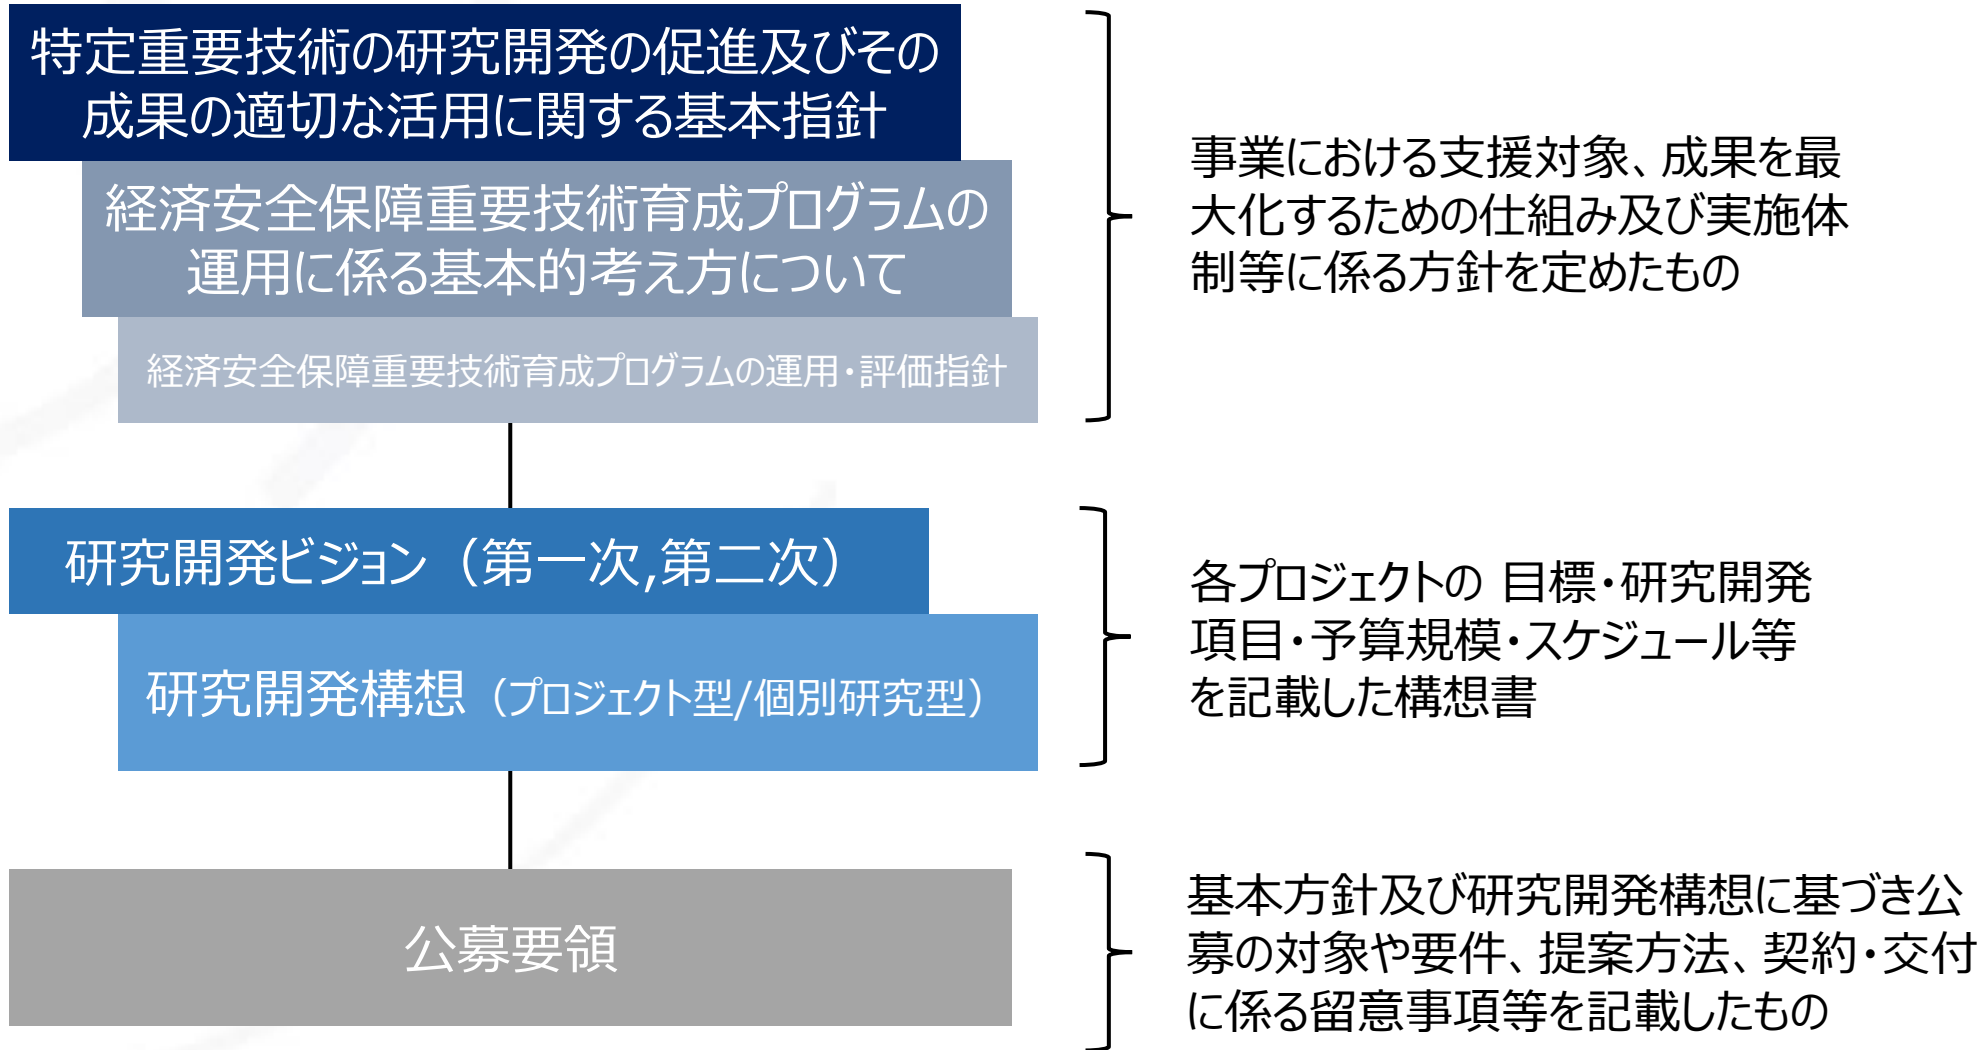 特定重要技術の研究開発の促進及びその
成果の適切な活用に関する基本指針
経済安全保障重要技術育成プログラムの
運用に係る基本的考え方について
経済安全保障重要技術育成プログラムの運用・評価指針
事業における支援対象、成果を最
大化するための仕組み及び実施体
制等に係る方針を定めたもの
研究開発ビジョン（第一次,第二次）
研究開発構想（プロジェクト型/個別研究型）
各プロジェクトの 目標・研究開発
項目・予算規模・スケジュール等
を記載した構想書
公募要領
基本方針及び研究開発構想に基づき公
募の対象や要件、提案方法、契約・交付
に係る留意事項等を記載したもの